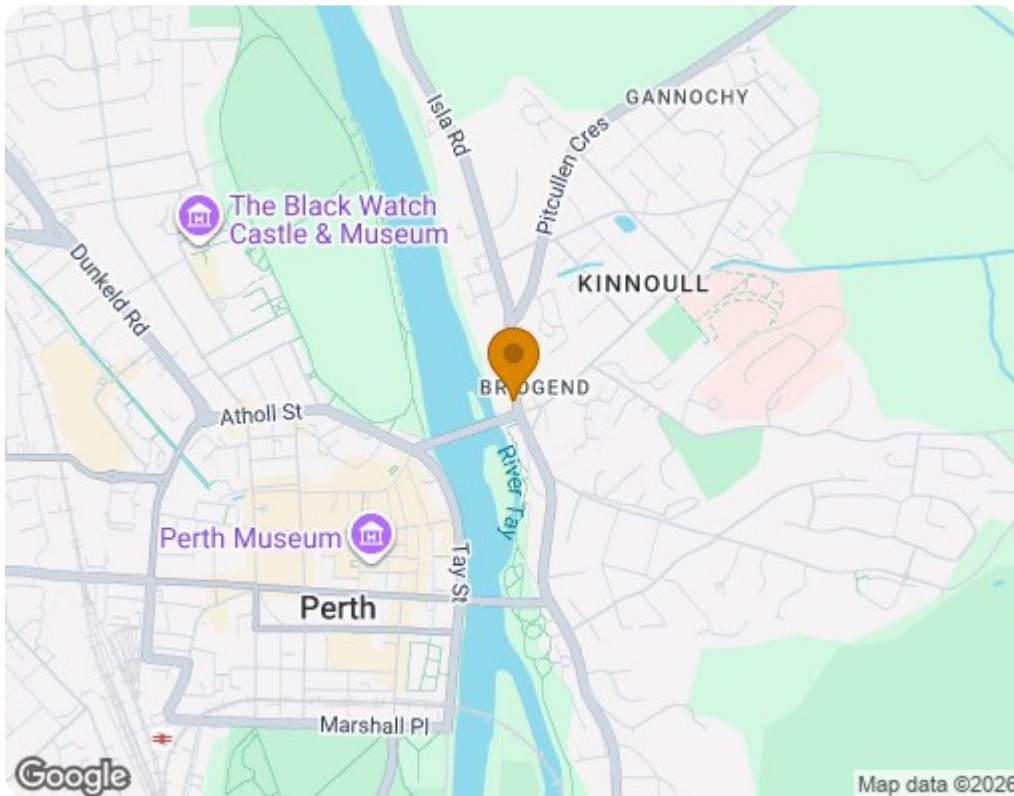 GANNOCHY
Isla Rd
Pitcullen Cres
The Black Watch
Castle & Museum
Dunkeld Rd
KINNOULL
BRIDGEND
Atholl St
River Tay
Perth Museum
Tay St
Perth
Marshall Pl
Google
Map data ©2026